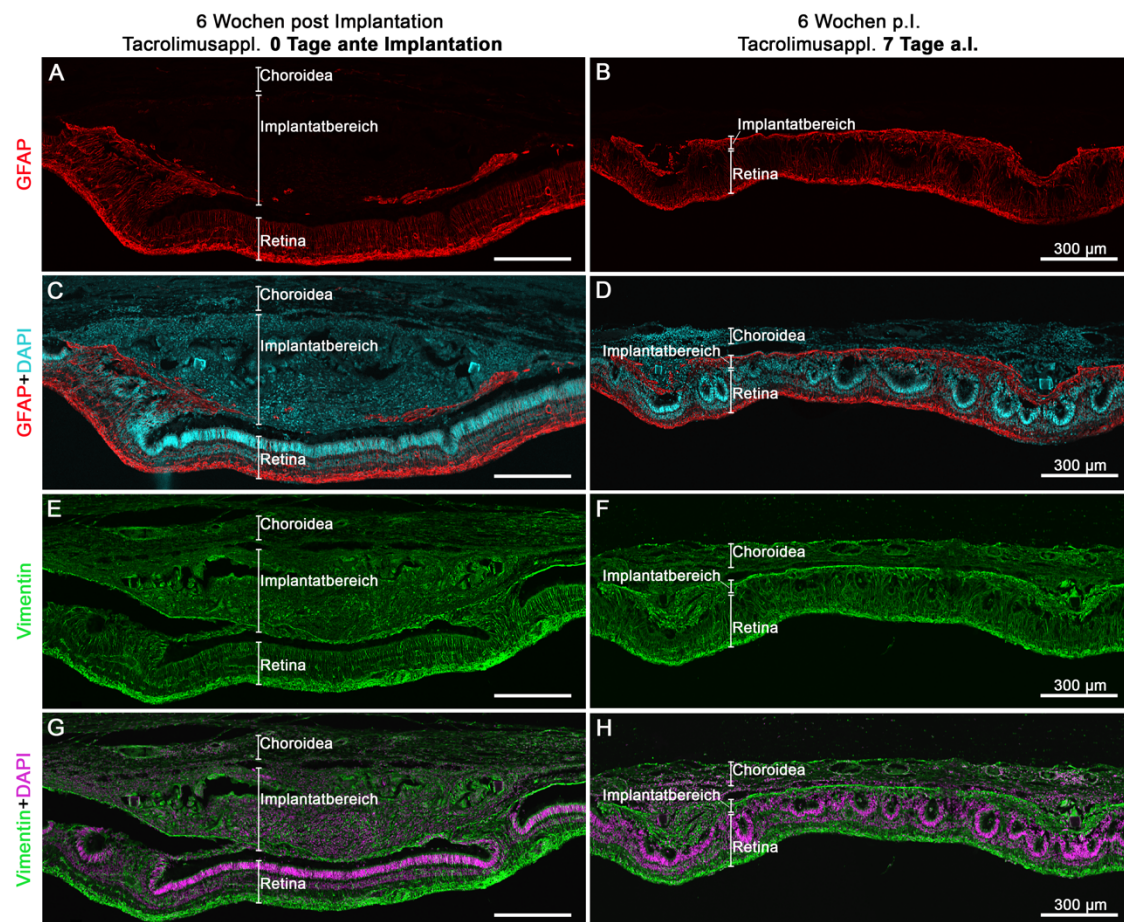 6 Wochen post Implantation
Tacrolimusappl. 0 Tage ante Implantation
6 Wochen p.I.
Tacrolimusappl. 7 Tage a.I.
GFAP
A
Choroidea
Implantatbereich
Retina
B
Implantatbereich
Retina
300 µm
GFAP+DAPI
C
Choroidea
Implantatbereich
Retina
D
Choroidea
Implantatbereich
Retina
300 µm
Vimentin
E
Choroidea
Implantatbereich
Retina
F
Choroidea
Implantatbereich
Retina
300 µm
Vimentin+DAPI
G
Choroidea
Implantatbereich
Retina
H
Choroidea
Implantatbereich
Retina
300 µm